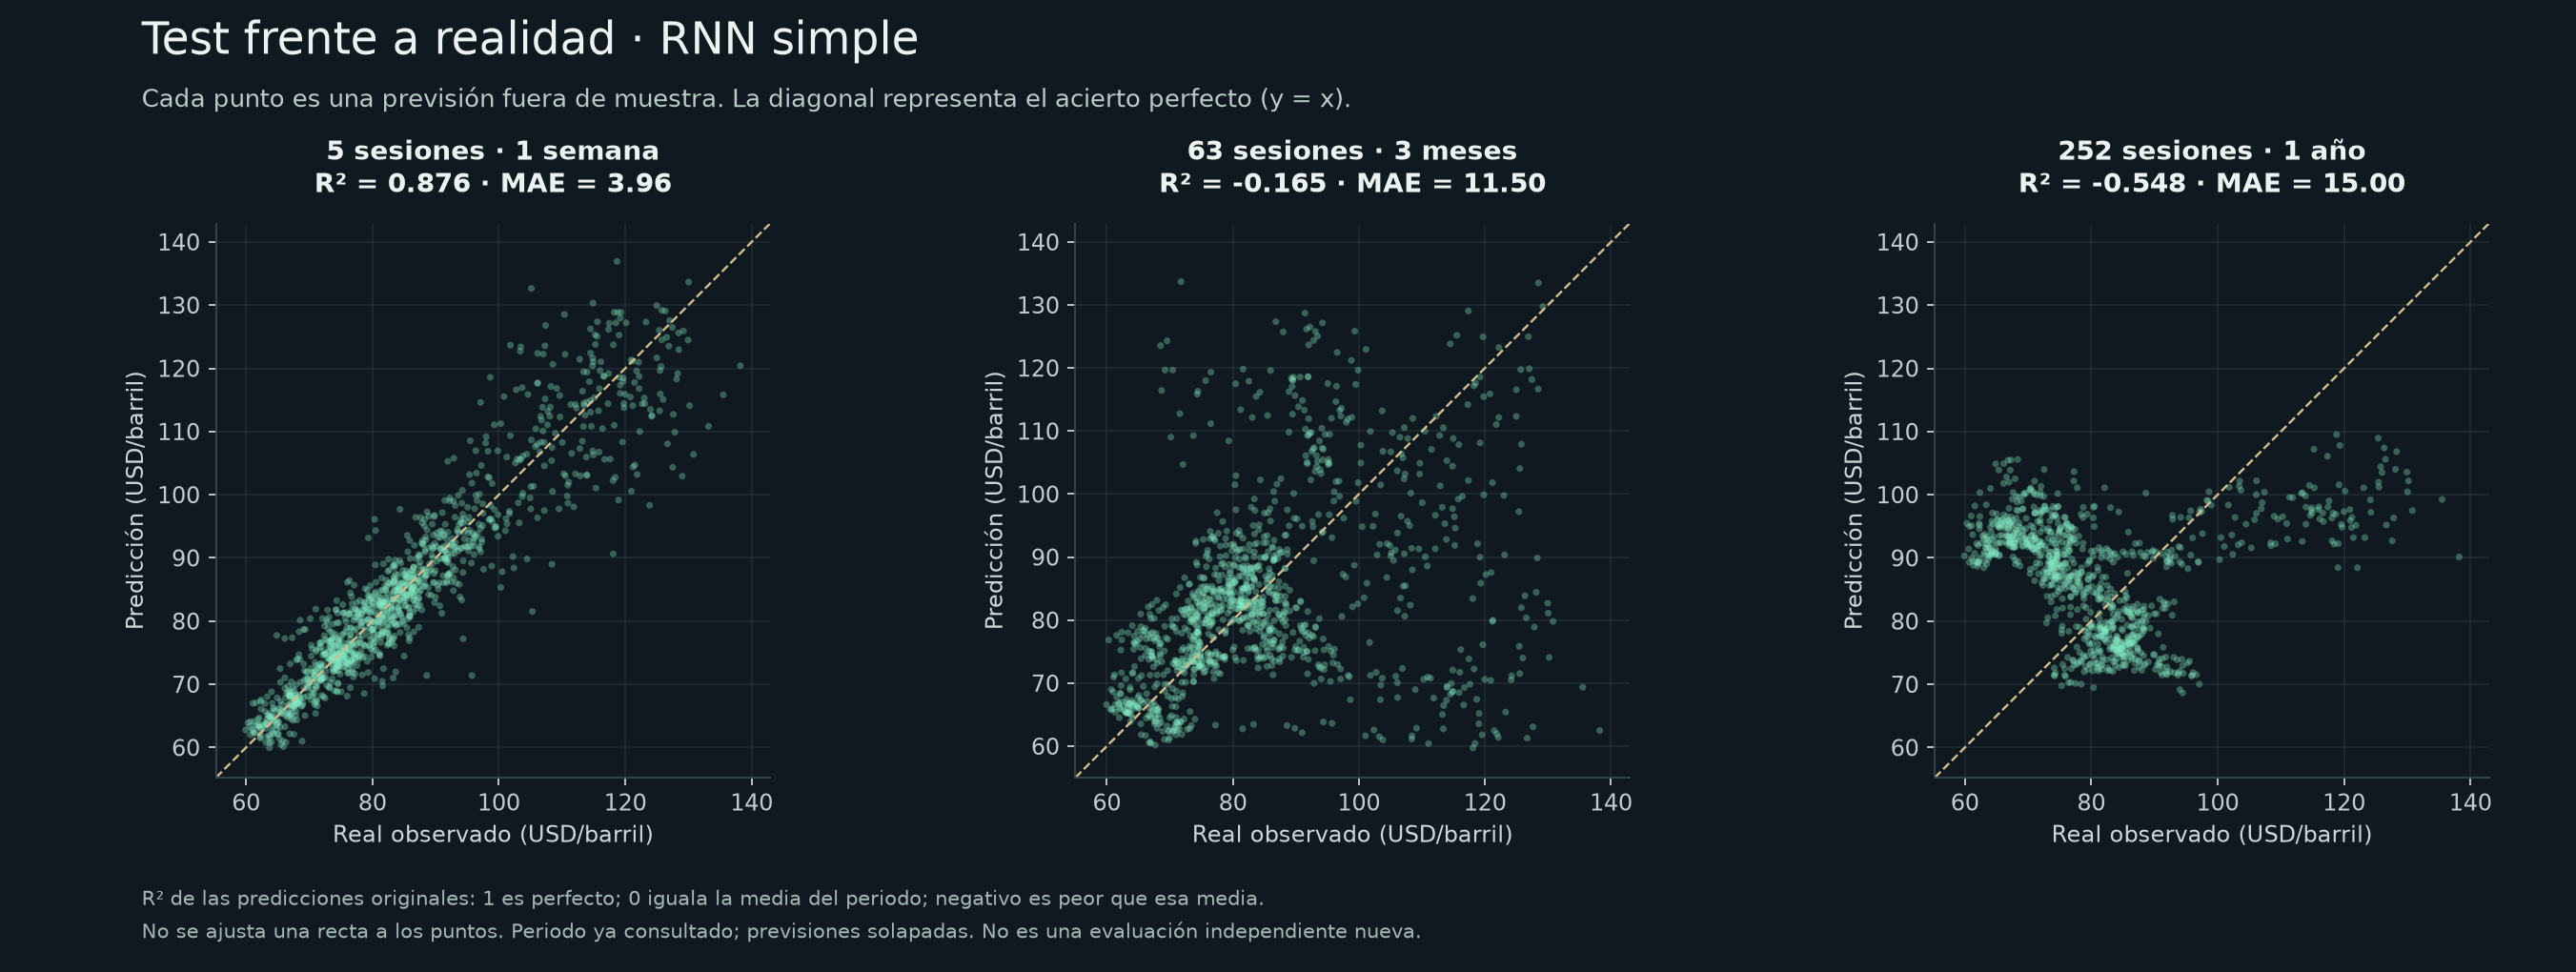 Test frente a realidad · RNN simple
Cada punto es una previsión fuera de muestra. La diagonal representa el acierto perfecto (y = x).
5 sesiones · 1 semana
R² = 0.876 · MAE = 3.96
140
130
120
110
100
90
80
70
60
Predicción (USD/barril)
60 80 100 120 140
Real observado (USD/barril)
63 sesiones · 3 meses
R² = -0.165 · MAE = 11.50
140
130
120
110
100
90
80
70
60
Predicción (USD/barril)
60 80 100 120 140
Real observado (USD/barril)
252 sesiones · 1 año
R² = -0.548 · MAE = 15.00
140
130
120
110
100
90
80
70
60
Predicción (USD/barril)
60 80 100 120 140
Real observado (USD/barril)
R² de las predicciones originales: 1 es perfecto; 0 iguala la media del periodo; negativo es peor que esa media.
No se ajusta una recta a los puntos. Periodo ya consultado; previsiones solapadas. No es una evaluación independiente nueva.